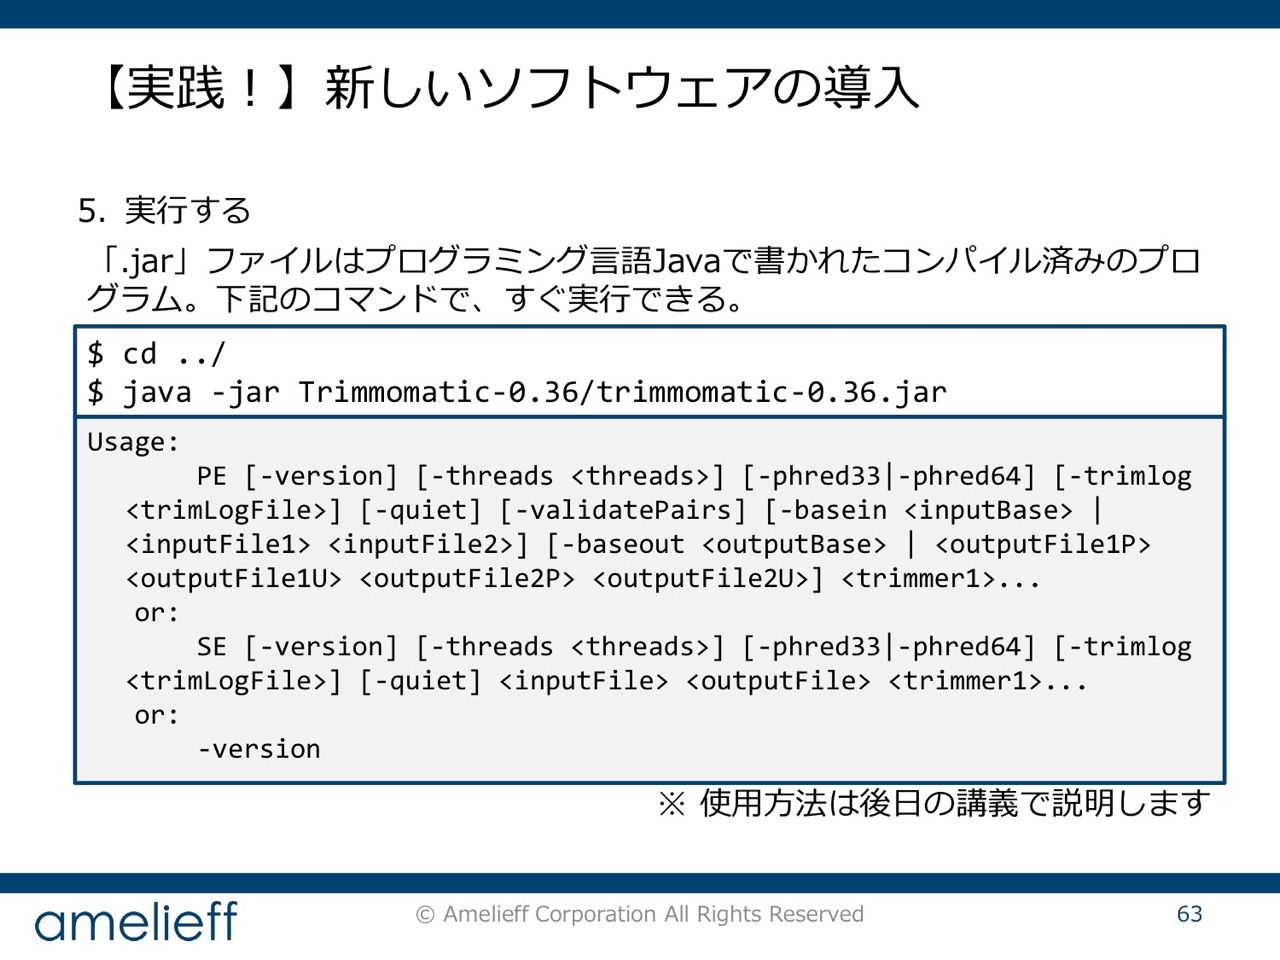 【実践！】新しいソフトウェアの導入
5. 実行する
「.jar」ファイルはプログラミング言語Javaで書かれたコンパイル済みのプロ
グラム。下記のコマンドで、すぐ実行できる。
$ cd ../
$ java -jar Trimmomatic-0.36/trimmomatic-0.36.jar
Usage:
PE [-version] [-threads <threads>] [-phred33|-phred64] [-trimlog
<trimLogFile>] [-quiet] [-validatePairs] [-basein <inputBase> |
<inputFile1> <inputFile2>] [-baseout <outputBase> | <outputFile1P>
<outputFile1U> <outputFile2P> <outputFile2U>] <trimmer1>...
or:
SE [-version] [-threads <threads>] [-phred33|-phred64] [-trimlog
<trimLogFile>] [-quiet] <inputFile> <outputFile> <trimmer1>...
or:
-version
※ 使用方法は後日の講義で説明します
amelieff
© Amelieff Corporation All Rights Reserved
63